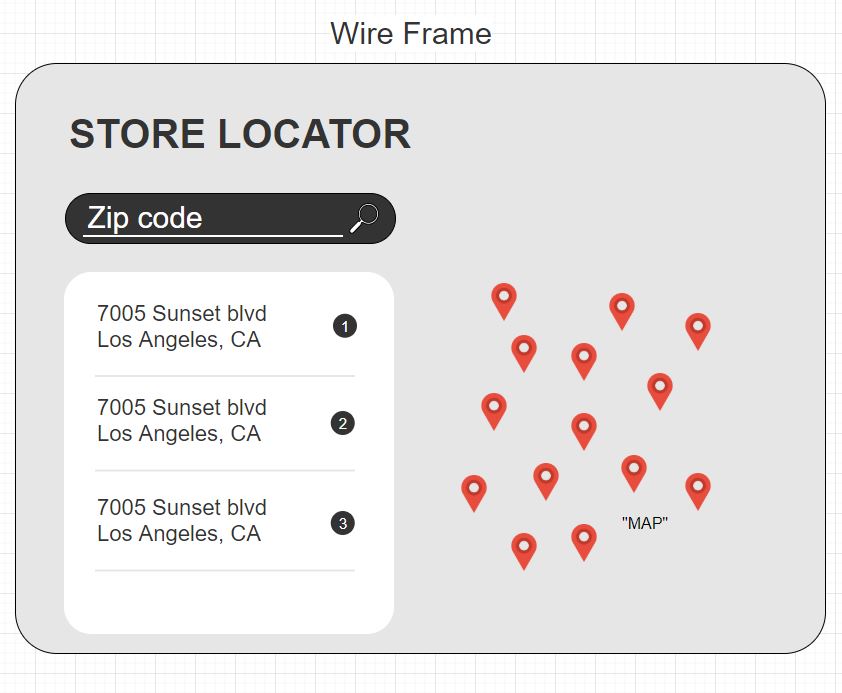 Wire Frame
STORE LOCATOR
Zip code
7005 Sunset blvd
Los Angeles, CA
1
7005 Sunset blvd
Los Angeles, CA
2
7005 Sunset blvd
Los Angeles, CA
3
"MAP"